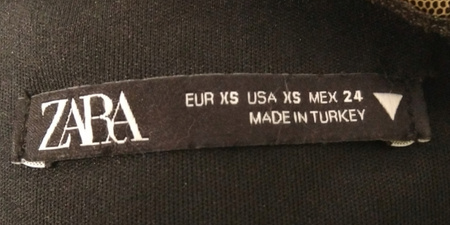 ZARA
EUR XS USA XS MEX 24
MADE IN TURKEY